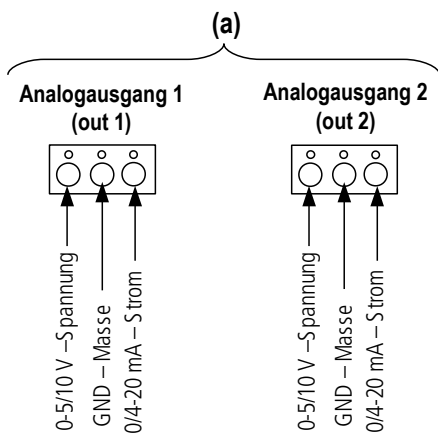 (a)
Analogausgang 1
(out 1)
Analogausgang 2
(out 2)
0-5/10 V –Spannung
GND – Masse
0/4-20 mA – Strom
0-5/10 V –Spannung
GND – Masse
0/4-20 mA – Strom